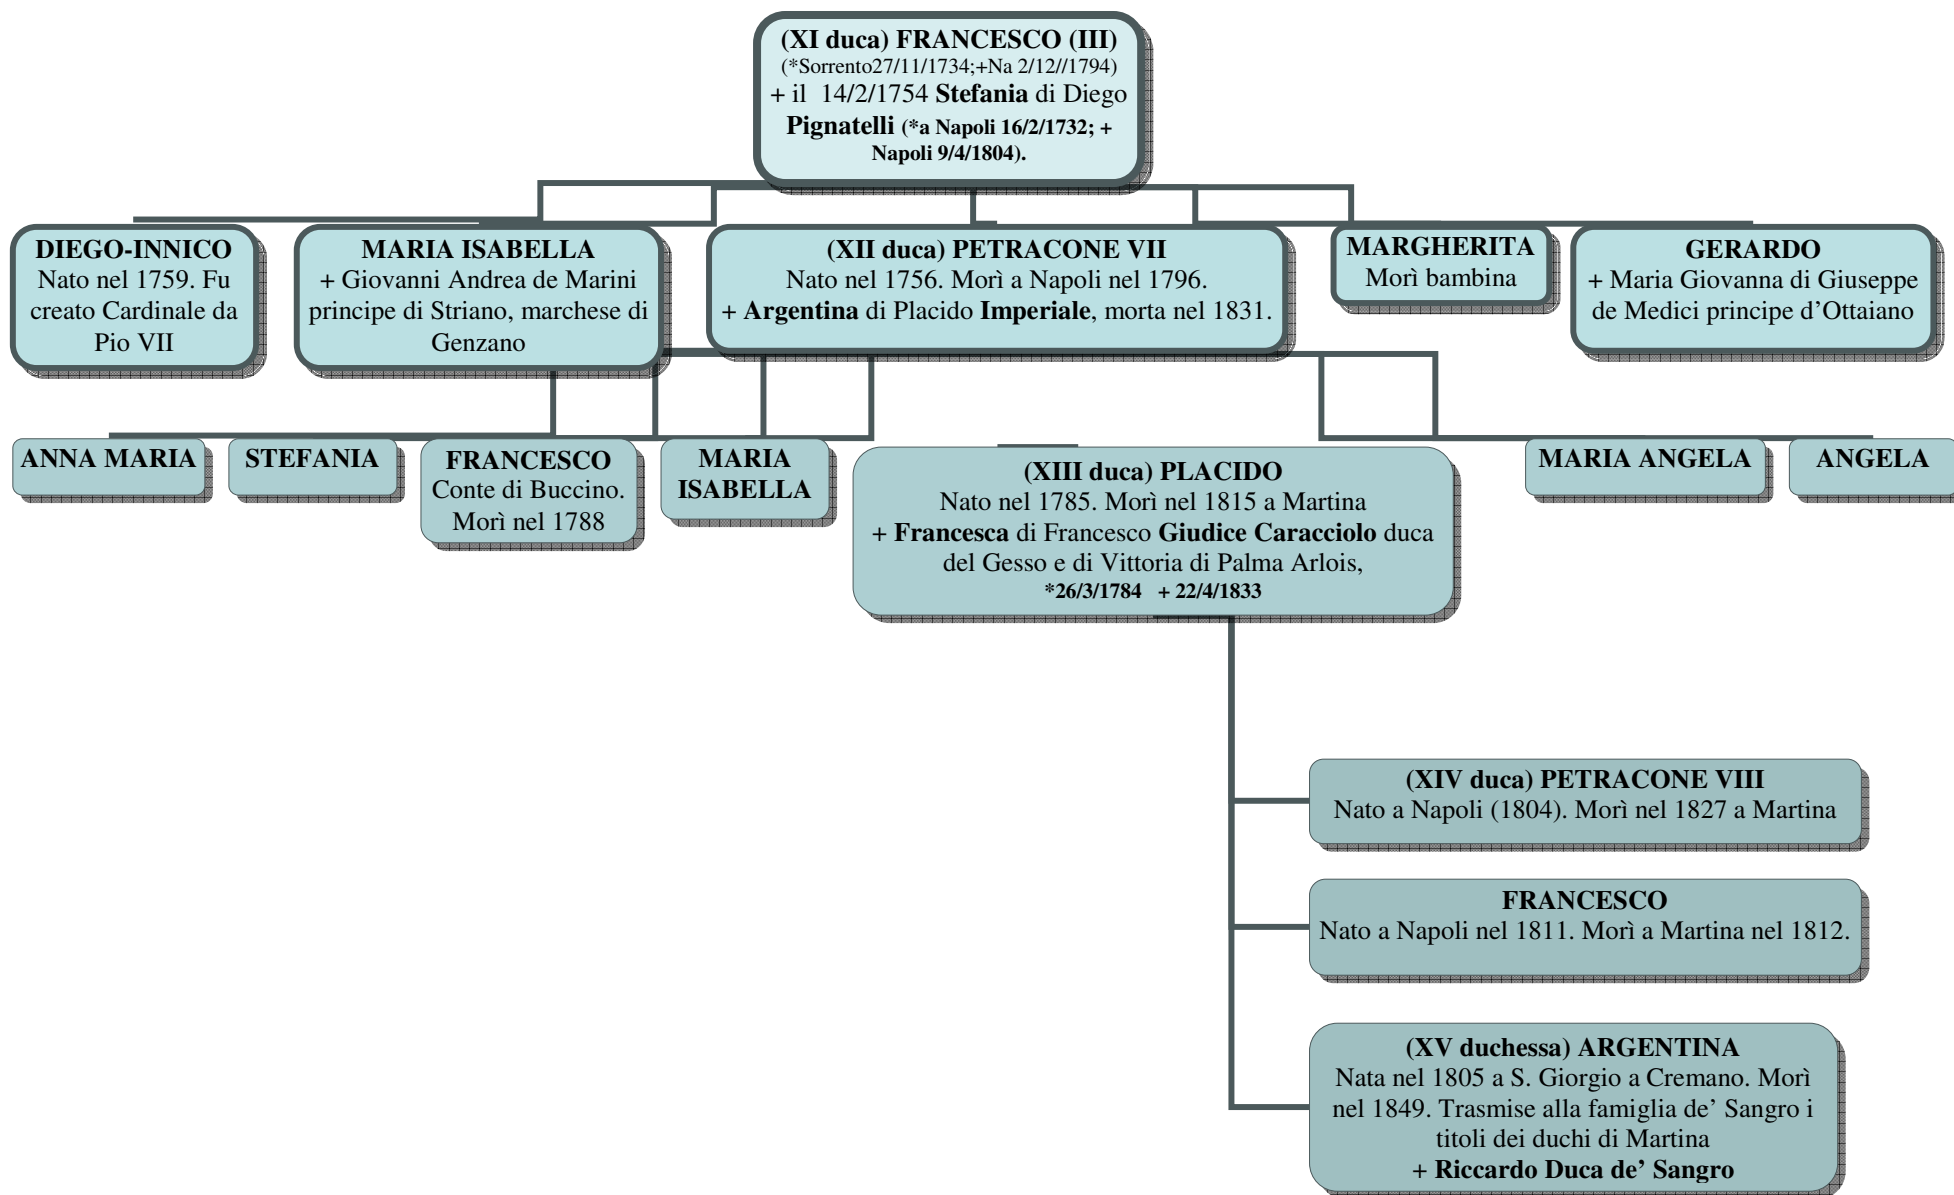 (XI duca) FRANCESCO (III)
(*Sorrento27/11/1734;+Na 2/12//1794)
+ il 14/2/1754 Stefania di Diego
Pignatelli (*a Napoli 16/2/1732; +
Napoli 9/4/1804).
DIEGO-INNICO
Nato nel 1759. Fu
creato Cardinale da
Pio VII
MARIA ISABELLA
+ Giovanni Andrea de Marini
principe di Striano, marchese di
Genzano
(XII duca) PETRACONE VII
Nato nel 1756. Morì a Napoli nel 1796.
+ Argentina di Placido Imperiale, morta nel 1831.
MARGHERITA
Morì bambina
GERARDO
+ Maria Giovanna di Giuseppe
de Medici principe d’Ottaiano
ANNA MARIA
STEFANIA
FRANCESCO
Conte di Buccino.
Morì nel 1788
MARIA
ISABELLA
(XIII duca) PLACIDO
Nato nel 1785. Morì nel 1815 a Martina
+ Francesca di Francesco Giudice Caracciolo duca
del Gesso e di Vittoria di Palma Arlois,
*26/3/1784 + 22/4/1833
MARIA ANGELA
ANGELA
(XIV duca) PETRACONE VIII
Nato a Napoli (1804). Morì nel 1827 a Martina
FRANCESCO
Nato a Napoli nel 1811. Morì a Martina nel 1812.
(XV duchessa) ARGENTINA
Nata nel 1805 a S. Giorgio a Cremano. Morì
nel 1849. Trasmise alla famiglia de’ Sangro i
titoli dei duchi di Martina
+ Riccardo Duca de’ Sangro